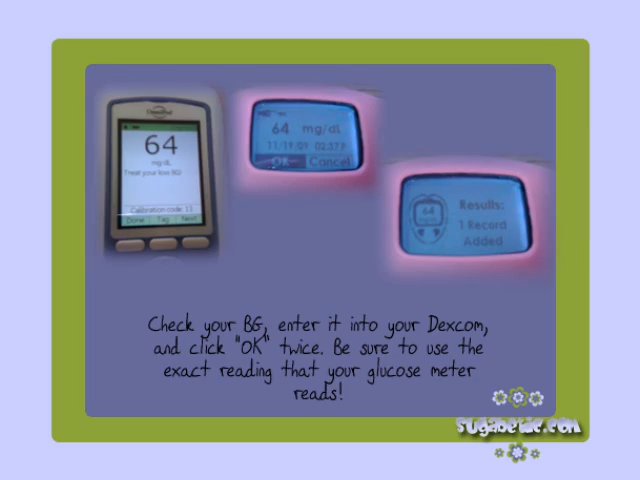 64
mg/dL
Treat your low BG!
Calibration code: 13
Done Tag Next
64 mg/dL
OK Cancel
64
Results:
1 Record
Added
Check your BG, enter it into your Dexcom,
and click "OK" twice. Be sure to use the
exact reading that your glucose meter
reads!
sugabetic.com